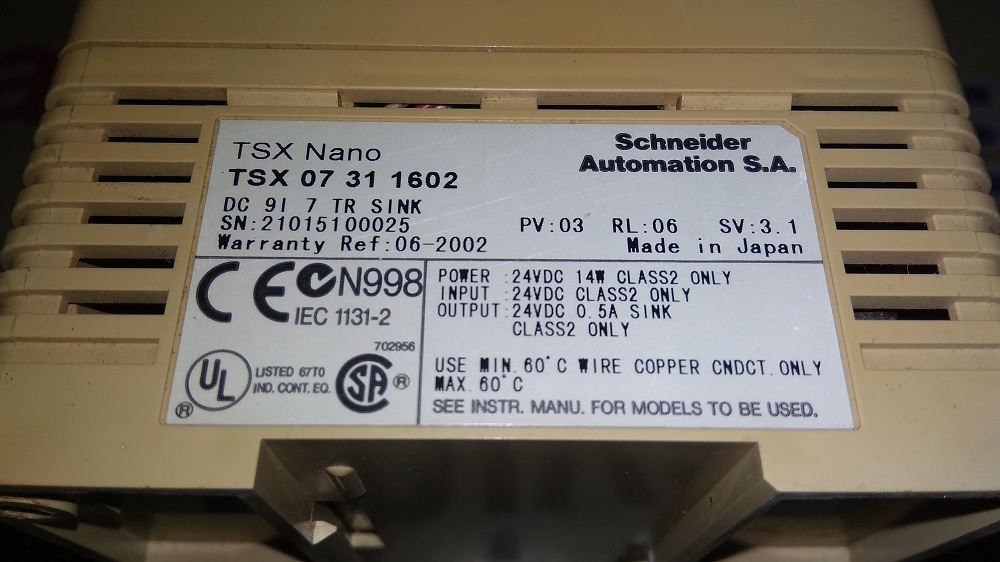 TSX Nano
TSX 07 31 1602
DC 9I 7 TR SINK
SN:21015100025
Warranty Ref:06-2002
Schneider
Automation S.A.
PV:03 RL:06 SV:3.1
Made in Japan
CE N998
IEC 1131-2
702956
UL ® LISTED 67T0
IND. CONT. EQ.
SA ®
POWER :24VDC 14W CLASS2 ONLY
INPUT :24VDC CLASS2 ONLY
OUTPUT:24VDC 0.5A SINK
CLASS2 ONLY
USE MIN.60°C WIRE COPPER CNDCT.ONLY
MAX.60°C
SEE INSTR. MANU. FOR MODELS TO BE USED.